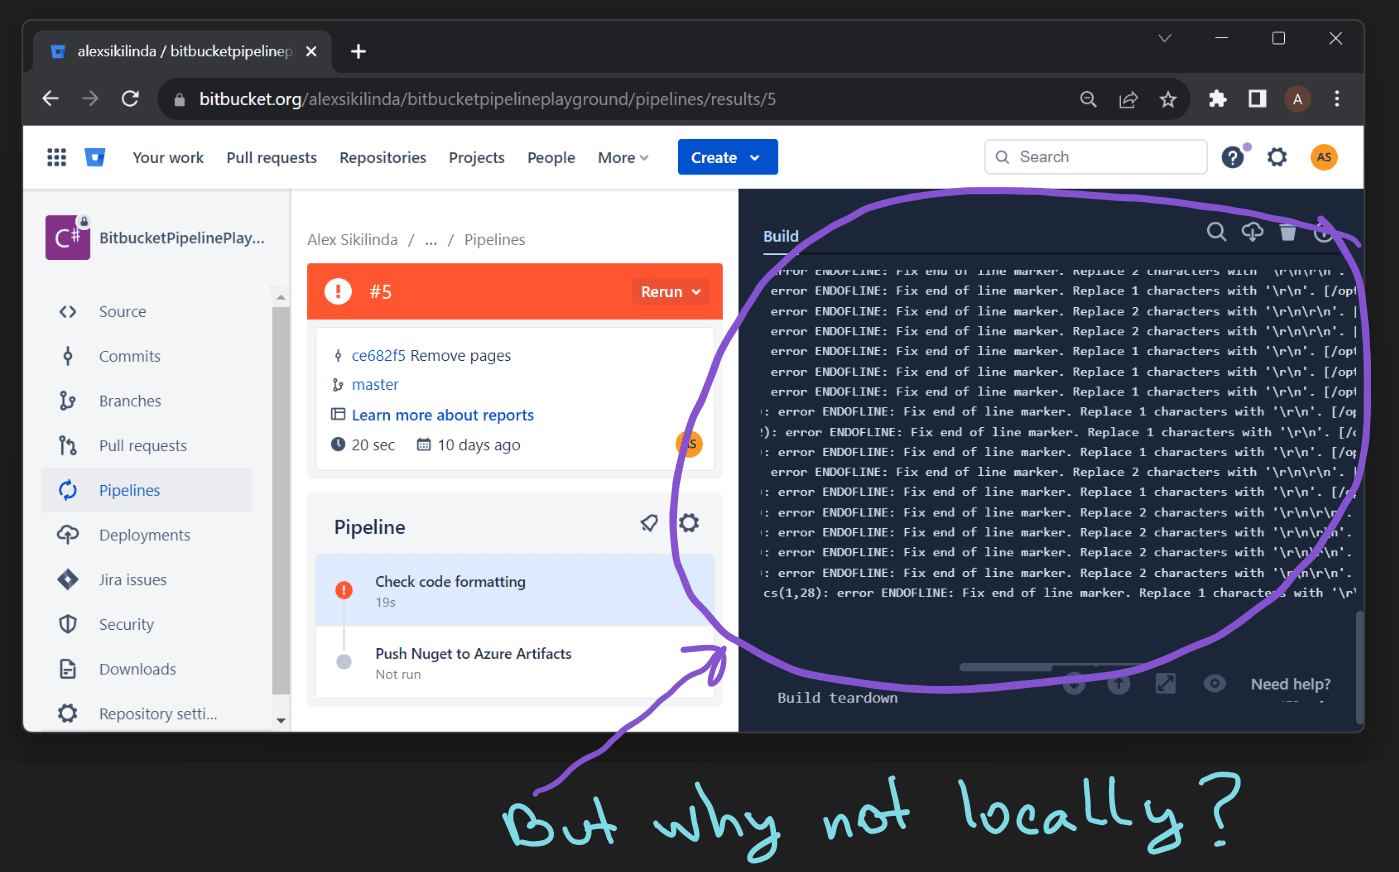 alexsikilinda / bitbucketpipelinep
bitbucket.org/alexsikilinda/bitbucketpipelineplayground/pipelines/results/5
A
Your work Pull requests Repositories Projects People More Create Search ? AS
C# BitbucketPipelinePlay...
Source
Commits
Branches
Pull requests
Pipelines
Deployments
Jira issues
Security
Downloads
Repository setti...
Alex Sikilinda / ... / Pipelines
! #5 Rerun
ce682f5 Remove pages
master
Learn more about reports
20 sec 10 days ago
Pipeline
! Check code formatting
19s
Push Nuget to Azure Artifacts
Not run
Build
error ENDOFLINE: Fix end of line marker. Replace 2 characters with '\r\n\r\n'.
error ENDOFLINE: Fix end of line marker. Replace 1 characters with '\r\n'. [/opt
error ENDOFLINE: Fix end of line marker. Replace 2 characters with '\r\n\r\n'. [
error ENDOFLINE: Fix end of line marker. Replace 2 characters with '\r\n\r\n'. [
error ENDOFLINE: Fix end of line marker. Replace 1 characters with '\r\n'. [/opt
error ENDOFLINE: Fix end of line marker. Replace 1 characters with '\r\n'. [/opt
error ENDOFLINE: Fix end of line marker. Replace 1 characters with '\r\n'. [/opt
): error ENDOFLINE: Fix end of line marker. Replace 1 characters with '\r\n'. [/op
2): error ENDOFLINE: Fix end of line marker. Replace 1 characters with '\r\n'. [/o
): error ENDOFLINE: Fix end of line marker. Replace 1 characters with '\r\n'. [/op
error ENDOFLINE: Fix end of line marker. Replace 2 characters with '\r\n\r\n'. [
): error ENDOFLINE: Fix end of line marker. Replace 1 characters with '\r\n'. [/op
): error ENDOFLINE: Fix end of line marker. Replace 2 characters with '\r\n\r\n'.
): error ENDOFLINE: Fix end of line marker. Replace 2 characters with '\r\n\r\n'.
): error ENDOFLINE: Fix end of line marker. Replace 2 characters with '\r\n\r\n'.
): error ENDOFLINE: Fix end of line marker. Replace 2 characters with '\r\n\r\n'.
cs(1,28): error ENDOFLINE: Fix end of line marker. Replace 1 characters with '\r\
Need help?
Build teardown
But why not locally?